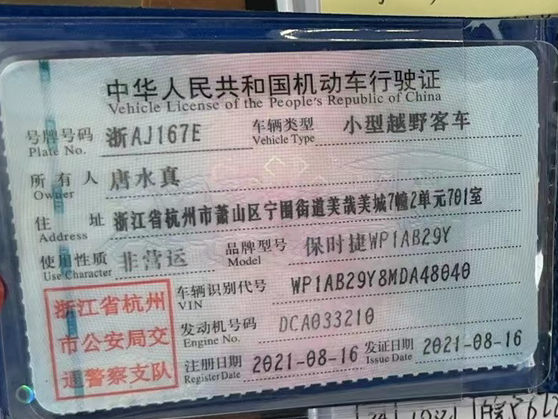 中华人民共和国机动车行驶证
Vehicle License of the People's Republic of China
号牌号码 浙AJ167E 车辆类型 小型越野客车
Plate No. Vehicle Type
所有人 唐水真
Owner
住址 浙江省杭州市萧山区宁围街道美哉美城7幢2单元701室
Address
使用性质 非营运 品牌型号 保时捷WP1AB29Y
Use Character Model
浙江省杭州
市公安局交
通警察支队
车辆识别代号 WP1AB29Y8MDA48040
VIN
发动机号码 DCA033210
Engine No.
注册日期 2021-08-16 发证日期 2021-08-16
Register Date Issue Date